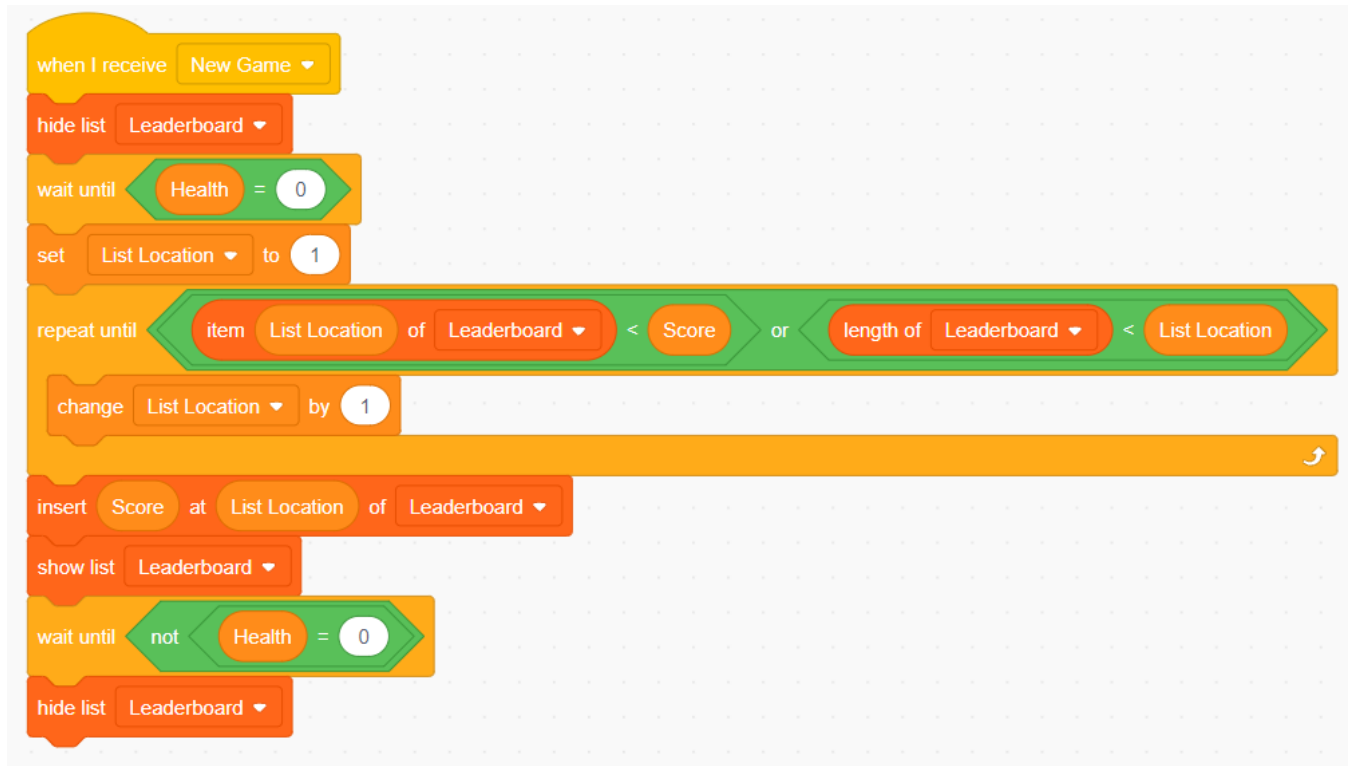 when I receive New Game
hide list Leaderboard
wait until Health = 0
set List Location to 1
repeat until item List Location of Leaderboard < Score or length of Leaderboard < List Location
change List Location by 1
insert Score at List Location of Leaderboard
show list Leaderboard
wait until not Health = 0
hide list Leaderboard